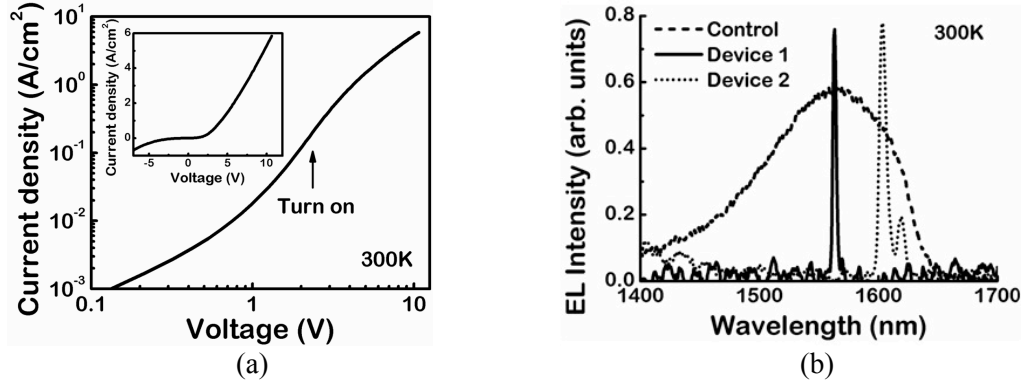 Current density (A/cm²)
10¹
10⁰
10⁻¹
10⁻²
10⁻³
0.1
1
10
Voltage (V)
Current density (A/cm²)
6
4
2
0
-5
0
5
10
Voltage (V)
Turn on
300K
(a)
EL Intensity (arb. units)
0.8
0.6
0.4
0.2
0.0
1400
1500
1600
1700
Wavelength (nm)
Control
Device 1
Device 2
300K
(b)